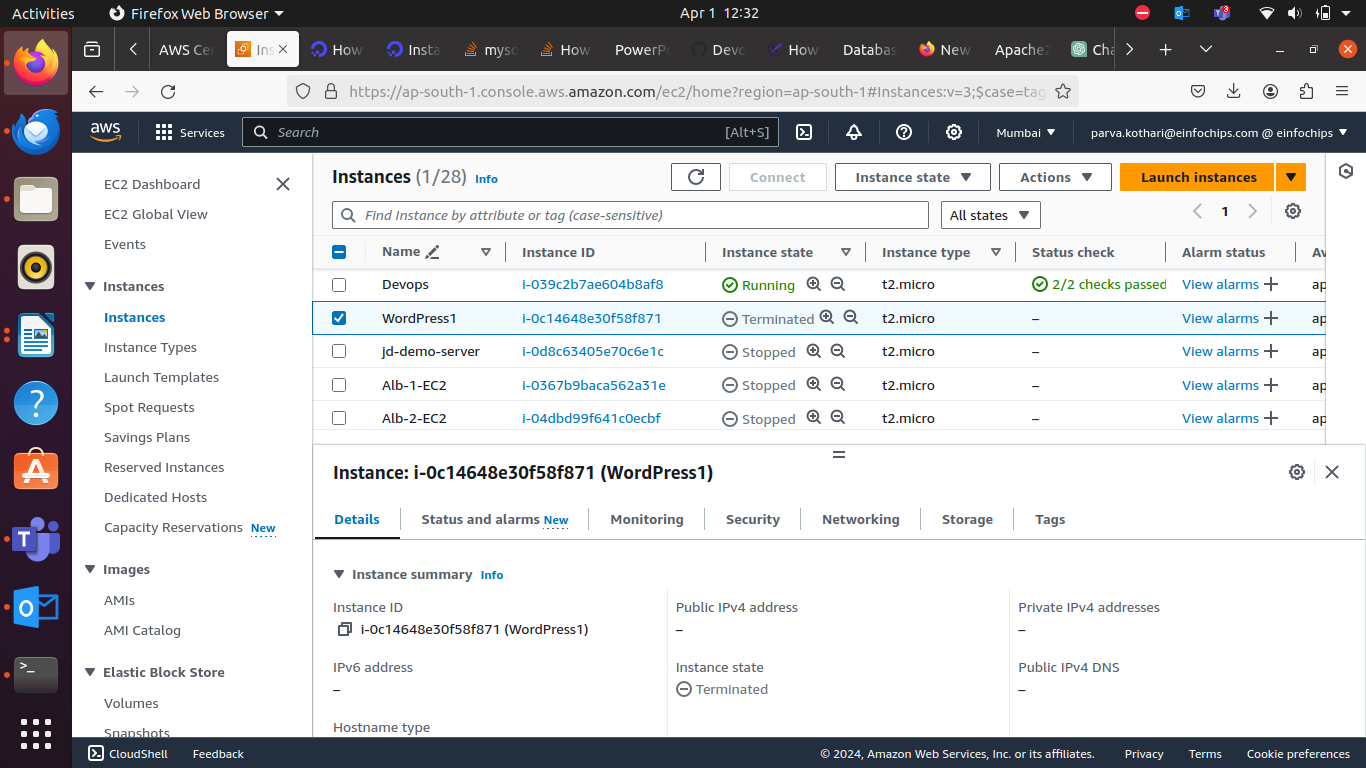 Activities Firefox Web Browser Apr 1 12:32
3
AWS Ce Ins How Insta mysc How PowerP Devo How Databas New Apache2 Cha
https://ap-south-1.console.aws.amazon.com/ec2/home?region=ap-south-1#Instances:v=3;$case=tag
aws Services Search [Alt+S] Mumbai parva.kothari@einfochips.com @ einfochips
EC2 Dashboard
EC2 Global View
Events
Instances
Instances
Instance Types
Launch Templates
Spot Requests
Savings Plans
Reserved Instances
Dedicated Hosts
Capacity Reservations New
Images
AMIs
AMI Catalog
Elastic Block Store
Volumes
Snapshots
Instances (1/28) Info Connect Instance state Actions Launch instances
Find Instance by attribute or tag (case-sensitive) All states 1
Name Instance ID Instance state Instance type Status check Alarm status Av
Devops i-039c2b7ae604b8af8 Running t2.micro 2/2 checks passed View alarms ap
WordPress1 i-0c14648e30f58f871 Terminated t2.micro – View alarms ap
jd-demo-server i-0d8c63405e70c6e1c Stopped t2.micro – View alarms ap
Alb-1-EC2 i-0367b9baca562a31e Stopped t2.micro – View alarms ap
Alb-2-EC2 i-04dbd99f641c0ecbf Stopped t2.micro – View alarms ap
Instance: i-0c14648e30f58f871 (WordPress1)
Details Status and alarms New Monitoring Security Networking Storage Tags
Instance summary Info
Instance ID Public IPv4 address Private IPv4 addresses
i-0c14648e30f58f871 (WordPress1) – –
IPv6 address Instance state Public IPv4 DNS
– Terminated –
Hostname type
CloudShell Feedback © 2024, Amazon Web Services, Inc. or its affiliates. Privacy Terms Cookie preferences